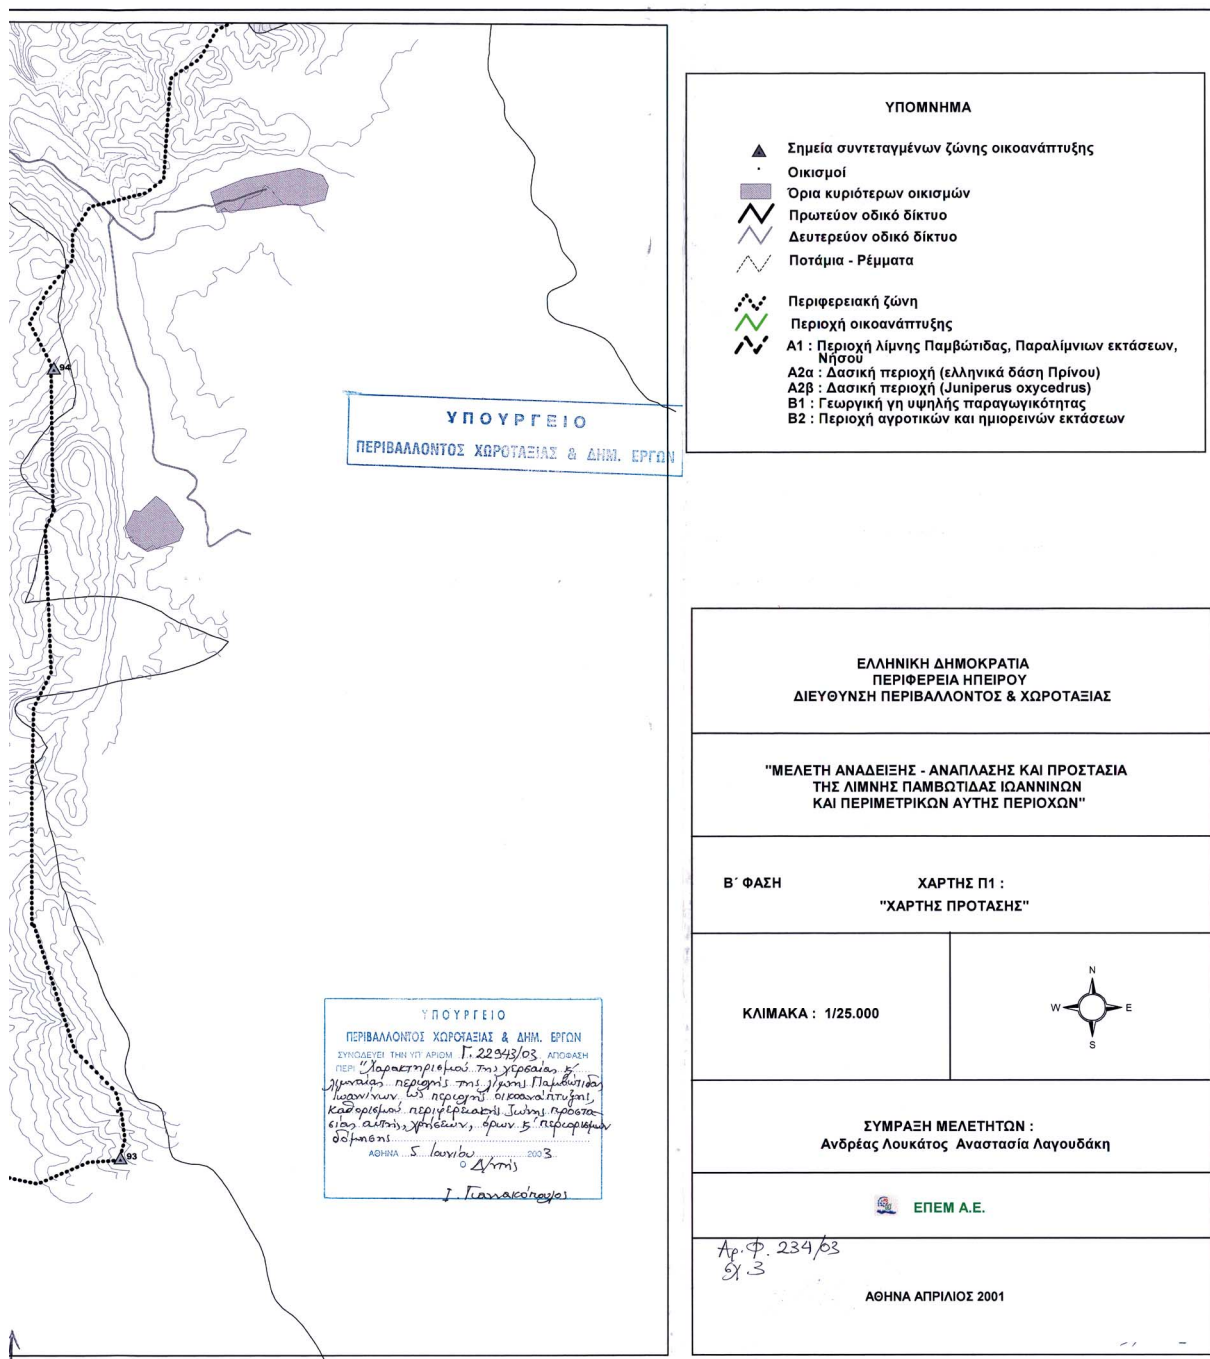 94
ΥΠΟΥΡΓΕΙΟ
ΠΕΡΙΒΑΛΛΟΝΤΟΣ ΧΩΡΟΤΑΞΙΑΣ & ΔΗΜ. ΕΡΓΩΝ
ΥΠΟΥΡΓΕΙΟ
ΠΕΡΙΒΑΛΛΟΝΤΟΣ ΧΩΡΟΤΑΞΙΑΣ & ΔΗΜ. ΕΡΓΩΝ
ΣΥΝΟΔΕΥΕΙ ΤΗΝ ΥΠ' ΑΡΙΘΜ Γ. 22943/03 ΑΠΟΦΑΣΗ
ΠΕΡΙ "Χαρακτηρισμού της χερσαίας &
λιμναίας περιοχής της λίμνης Παμβώτιδας
Ιωαννίνων ως περιοχής οικοανάπτυξης,
καθορισμού περιφερειακής ζώνης προστα-
σίας αυτής, χρήσεων, όρων & περιορισμών
δόμησης
ΑΘΗΝΑ 5 Ιουνίου 2003
Ο Δ/ντής
Ι. Γιαννακόπουλος
93
ΥΠΟΜΝΗΜΑ
Σημεία συντεταγμένων ζώνης οικοανάπτυξης
Οικισμοί
Όρια κυριότερων οικισμών
Πρωτεύον οδικό δίκτυο
Δευτερεύον οδικό δίκτυο
Ποτάμια - Ρέμματα
Περιφερειακή ζώνη
Περιοχή οικοανάπτυξης
Α1 : Περιοχή λίμνης Παμβώτιδας, Παραλίμνιων εκτάσεων,
Νήσου
Α2α : Δασική περιοχή (ελληνικά δάση Πρίνου)
Α2β : Δασική περιοχή (Juniperus oxycedrus)
Β1 : Γεωργική γη υψηλής παραγωγικότητας
Β2 : Περιοχή αγροτικών και ημιορεινών εκτάσεων
ΕΛΛΗΝΙΚΗ ΔΗΜΟΚΡΑΤΙΑ
ΠΕΡΙΦΕΡΕΙΑ ΗΠΕΙΡΟΥ
ΔΙΕΥΘΥΝΣΗ ΠΕΡΙΒΑΛΛΟΝΤΟΣ & ΧΩΡΟΤΑΞΙΑΣ
"ΜΕΛΕΤΗ ΑΝΑΔΕΙΞΗΣ - ΑΝΑΠΛΑΣΗΣ ΚΑΙ ΠΡΟΣΤΑΣΙΑ
ΤΗΣ ΛΙΜΝΗΣ ΠΑΜΒΩΤΙΔΑΣ ΙΩΑΝΝΙΝΩΝ
ΚΑΙ ΠΕΡΙΜΕΤΡΙΚΩΝ ΑΥΤΗΣ ΠΕΡΙΟΧΩΝ"
Β΄ ΦΑΣΗ ΧΑΡΤΗΣ Π1 :
"ΧΑΡΤΗΣ ΠΡΟΤΑΣΗΣ"
ΚΛΙΜΑΚΑ : 1/25.000
N
W E
S
ΣΥΜΠΡΑΞΗ ΜΕΛΕΤΗΤΩΝ :
Ανδρέας Λουκάτος Αναστασία Λαγουδάκη
ΕΠΕΜ Α.Ε.
Αρ. Φ. 234/03
ΑΘΗΝΑ ΑΠΡΙΛΙΟΣ 2001